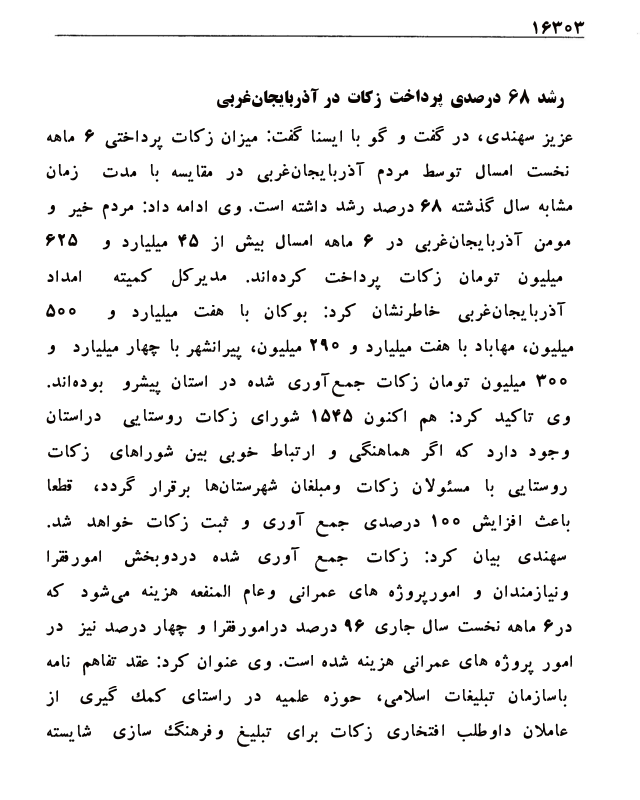 ۱۶۳۰۳
رشد ۶۸ درصدی پرداخت زکات در آذربایجان‌غربی
عزیز سهندی، در گفت و گو با ایسنا گفت: میزان زکات پرداختی ۶ ماهه
نخست امسال توسط مردم آذربایجان‌غربی در مقایسه با مدت زمان
مشابه سال گذشته ۶۸ درصد رشد داشته است. وی ادامه داد: مردم خیر و
مومن آذربایجان‌غربی در ۶ ماهه امسال بیش از ۴۵ میلیارد و ۶۲۵
میلیون تومان زکات پرداخت کرده‌اند. مدیرکل کمیته امداد
آذربایجان‌غربی خاطرنشان کرد: بوکان با هفت میلیارد و ۵۰۰
میلیون، مهاباد با هفت میلیارد و ۲۹۰ میلیون، پیرانشهر با چهار میلیارد و
۳۰۰ میلیون تومان زکات جمع‌آوری شده در استان پیشرو بوده‌اند.
وی تاکید کرد: هم اکنون ۱۵۴۵ شورای زکات روستایی دراستان
وجود دارد که اگر هماهنگی و ارتباط خوبی بین شوراهای زکات
روستایی با مسئولان زکات ومبلغان شهرستان‌ها برقرار گردد، قطعا
باعث افزایش ۱۰۰ درصدی جمع آوری و ثبت زکات خواهد شد.
سهندی بیان کرد: زکات جمع آوری شده دردوبخش امورفقرا
ونیازمندان و امورپروژه های عمرانی وعام المنفعه هزینه می‌شود که
در۶ ماهه نخست سال جاری ۹۶ درصد درامورفقرا و چهار درصد نیز در
امور پروژه های عمرانی هزینه شده است. وی عنوان کرد: عقد تفاهم نامه
باسازمان تبلیغات اسلامی، حوزه علمیه در راستای کمك گیری از
عاملان داوطلب افتخاری زکات برای تبلیغ وفرهنگ سازی شایسته